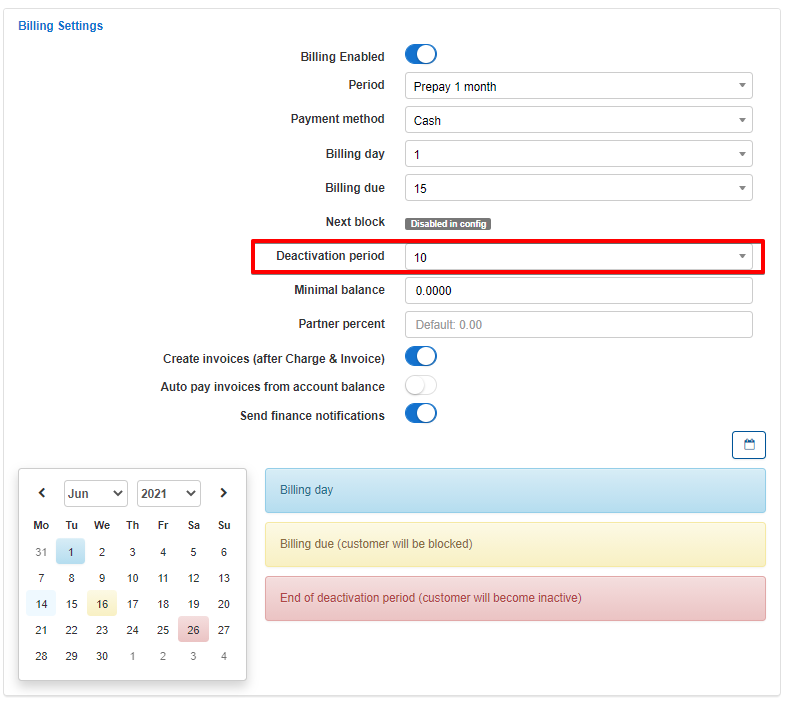 Billing Settings
Billing Enabled
Period Prepay 1 month
Payment method Cash
Billing day 1
Billing due 15
Next block Disabled in config
Deactivation period 10
Minimal balance 0.0000
Partner percent Default: 0.00
Create invoices (after Charge & Invoice)
Auto pay invoices from account balance
Send finance notifications
Jun 2021
Mo Tu We Th Fr Sa Su
31 1 2 3 4 5 6
7 8 9 10 11 12 13
14 15 16 17 18 19 20
21 22 23 24 25 26 27
28 29 30 1 2 3 4
Billing day
Billing due (customer will be blocked)
End of deactivation period (customer will become inactive)